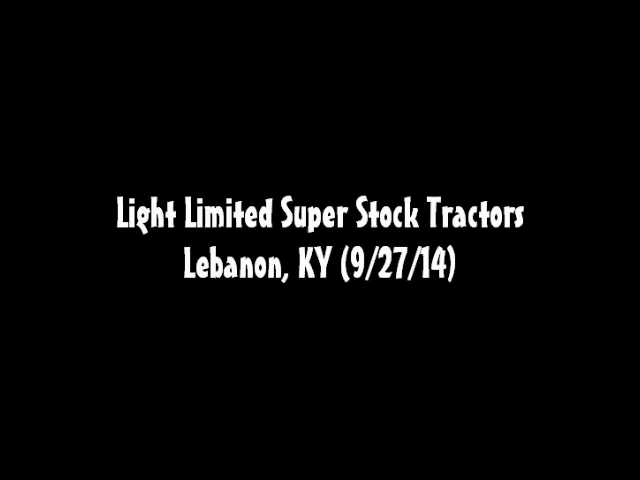 Light Limited Super Stock Tractors
Lebanon, KY (9/27/14)